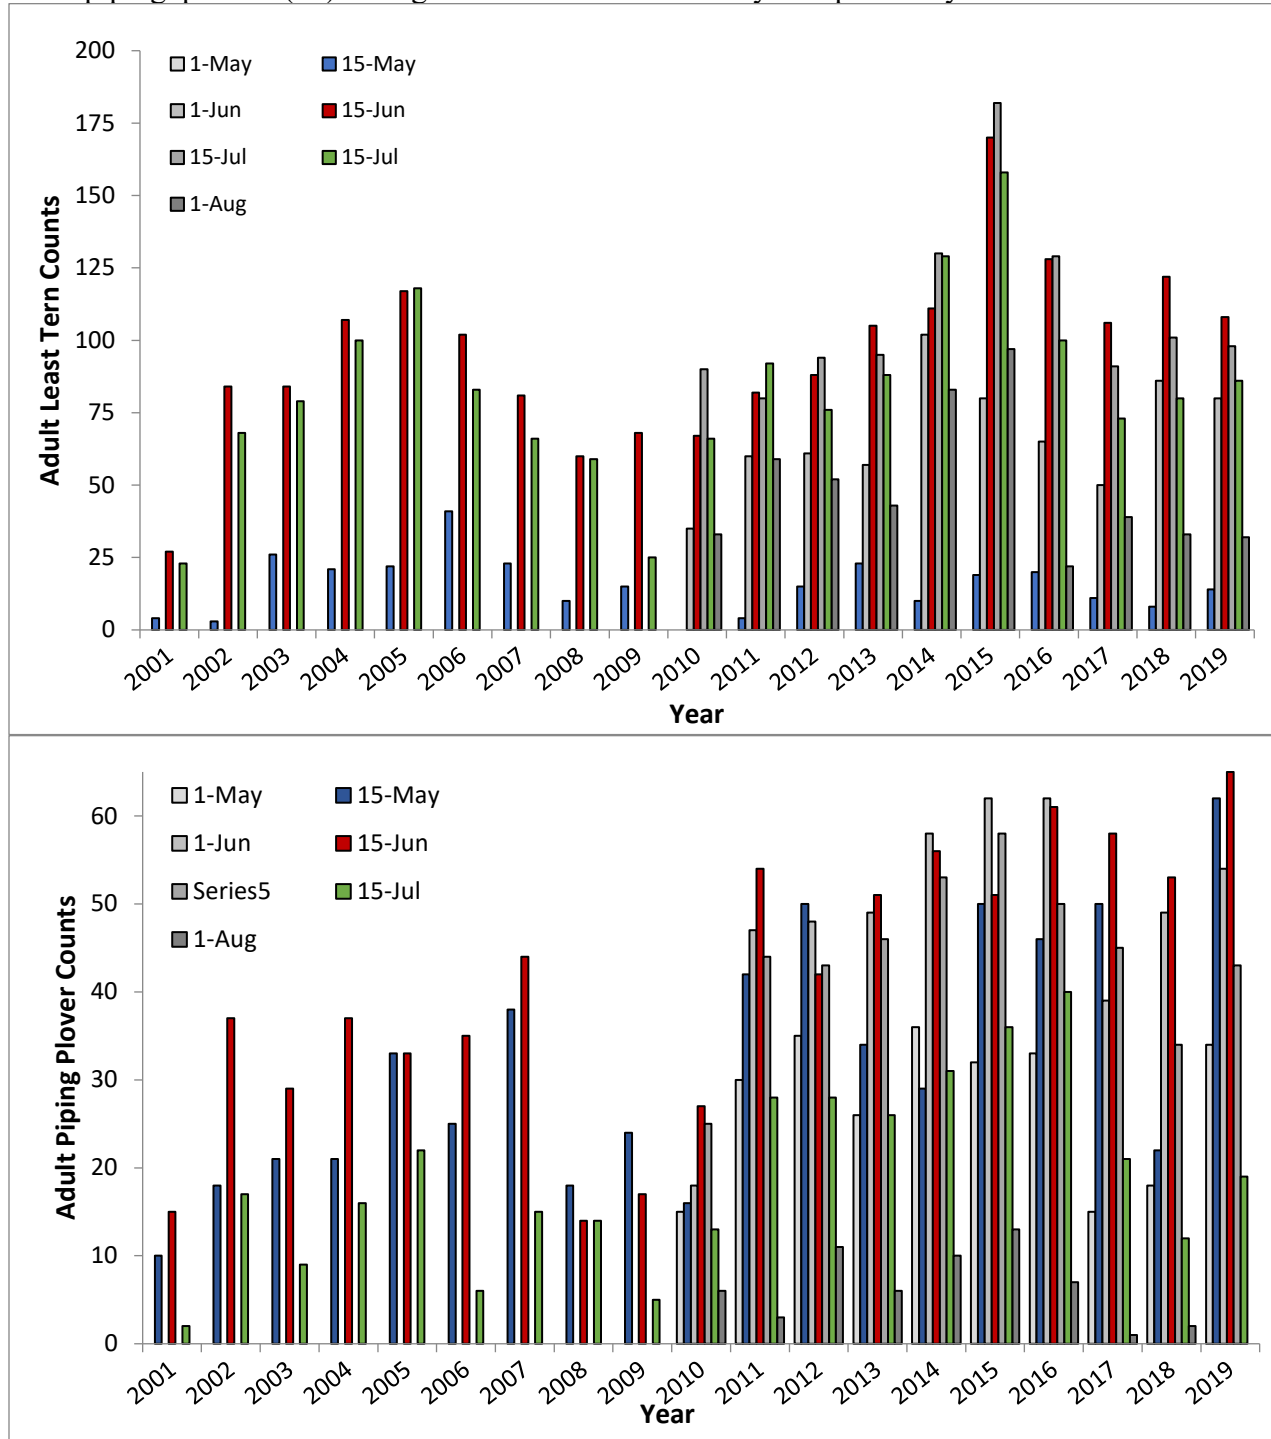 200
175
150
125
100
75
50
25
0
Adult Least Tern Counts
1-May 15-May
1-Jun 15-Jun
15-Jul 15-Jul
1-Aug
2001 2002 2003 2004 2005 2006 2007 2008 2009 2010 2011 2012 2013 2014 2015 2016 2017 2018 2019
Year
60
50
40
30
20
10
0
Adult Piping Plover Counts
1-May 15-May
1-Jun 15-Jun
Series5 15-Jul
1-Aug
2001 2002 2003 2004 2005 2006 2007 2008 2009 2010 2011 2012 2013 2014 2015 2016 2017 2018 2019
Year